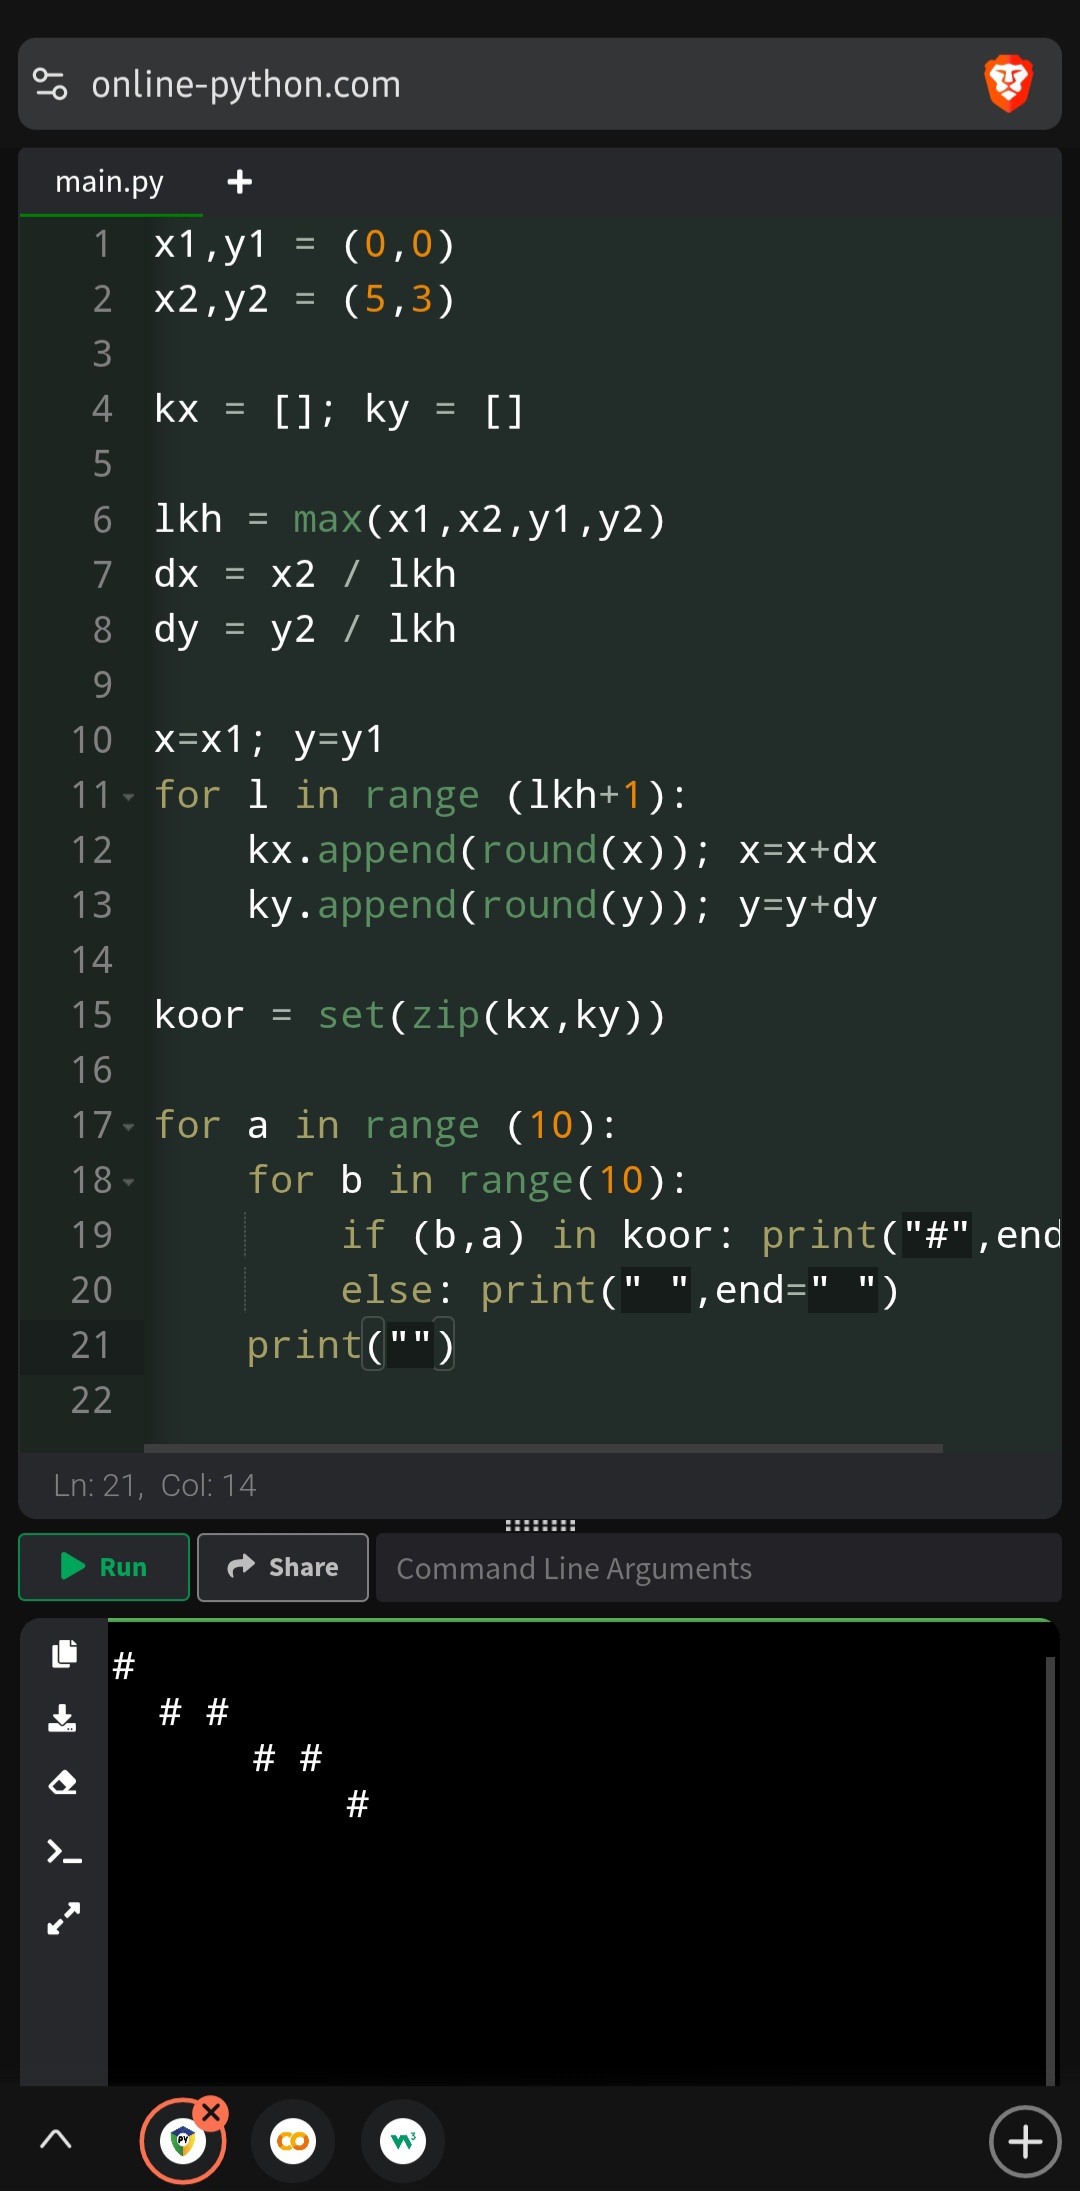 online-python.com
main.py +
1 x1,y1 = (0,0)
2 x2,y2 = (5,3)
3
4 kx = []; ky = []
5
6 lkh = max(x1,x2,y1,y2)
7 dx = x2 / lkh
8 dy = y2 / lkh
9
10 x=x1; y=y1
11 for l in range (lkh+1):
12     kx.append(round(x)); x=x+dx
13     ky.append(round(y)); y=y+dy
14
15 koor = set(zip(kx,ky))
16
17 for a in range (10):
18     for b in range(10):
19         if (b,a) in koor: print("#",end
20         else: print(" ",end=" ")
21     print("")
22
Ln: 21, Col: 14
Run Share Command Line Arguments
#
  # #
      # #
          #
PY W3